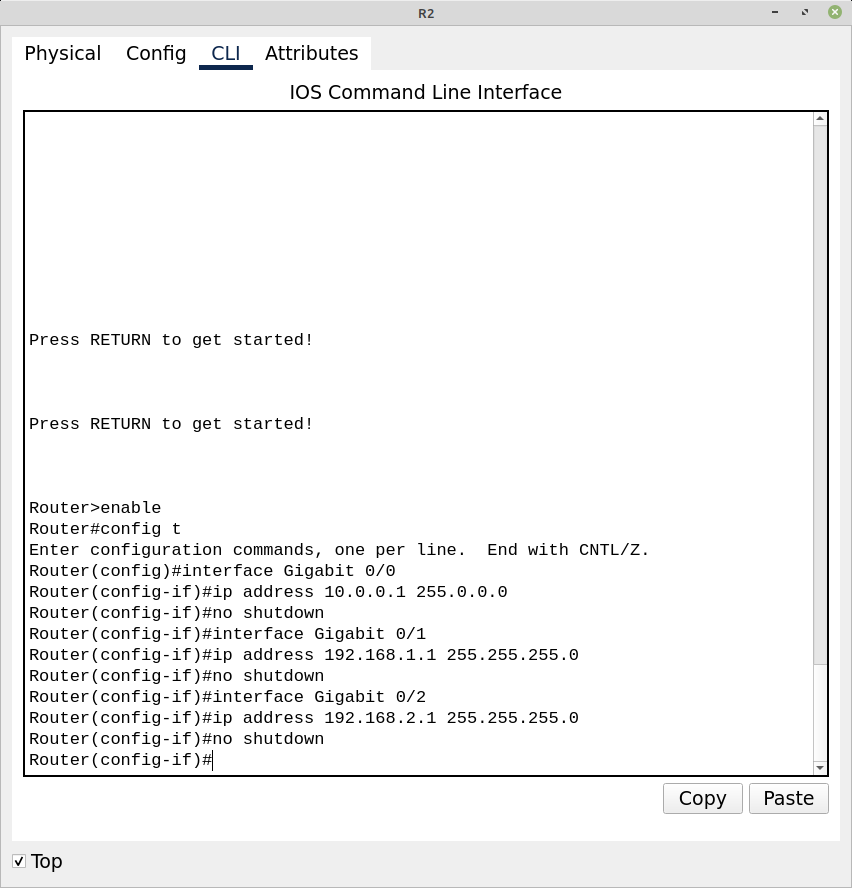 R2
Physical Config CLI Attributes
IOS Command Line Interface
Press RETURN to get started!
Press RETURN to get started!
Router>enable
Router#config t
Enter configuration commands, one per line.  End with CNTL/Z.
Router(config)#interface Gigabit 0/0
Router(config-if)#ip address 10.0.0.1 255.0.0.0
Router(config-if)#no shutdown
Router(config-if)#interface Gigabit 0/1
Router(config-if)#ip address 192.168.1.1 255.255.255.0
Router(config-if)#no shutdown
Router(config-if)#interface Gigabit 0/2
Router(config-if)#ip address 192.168.2.1 255.255.255.0
Router(config-if)#no shutdown
Router(config-if)#
Copy Paste
Top